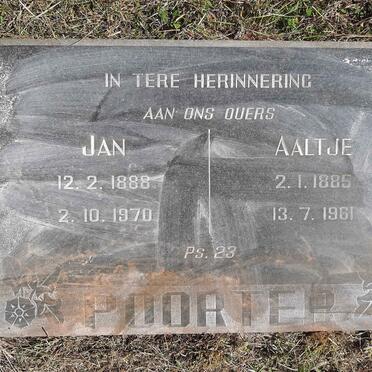 IN TERE HERINNERING
AAN ONS OUERS
JAN AALTJE
12.2.1888 2.1.1885
2.10.1970 13.7.1961
PS. 23
POORTER